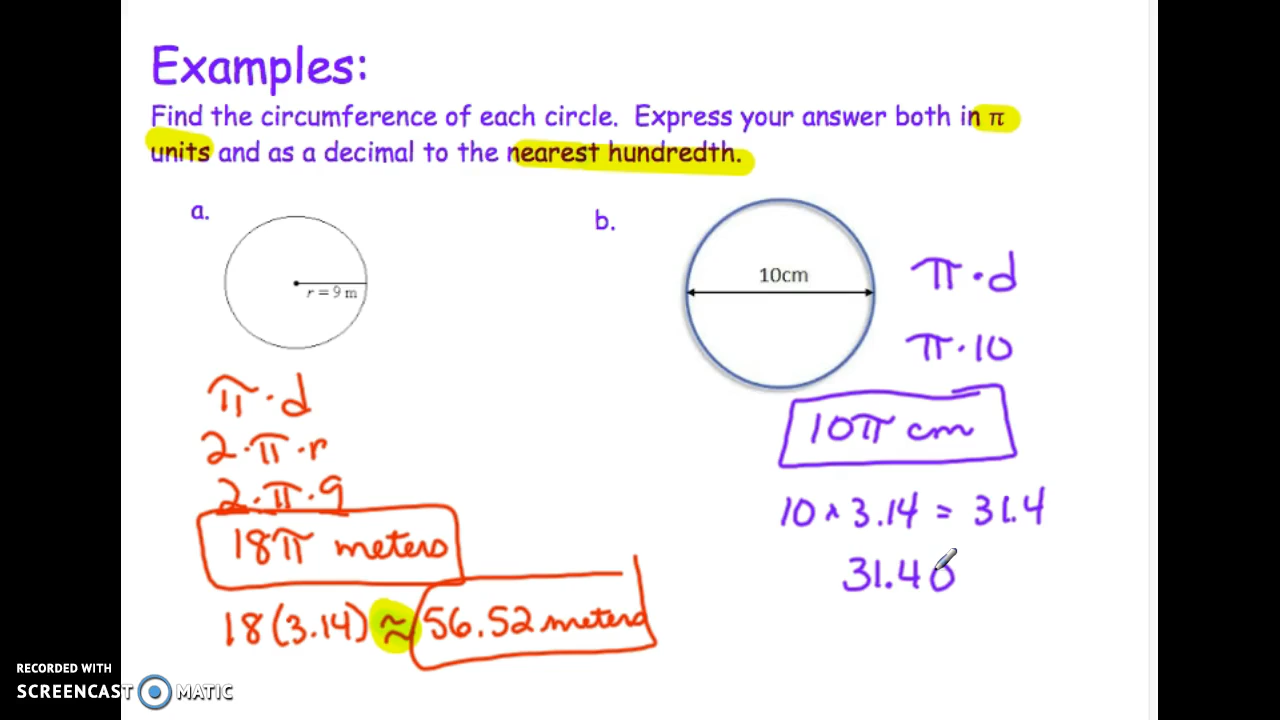 Examples:
Find the circumference of each circle. Express your answer both in π
units and as a decimal to the nearest hundredth.
a.
r = 9 m
π · d
2 · π · r
2 · π · 9
18π meters
18(3.14) ≈ 56.52 meters
b.
10cm
π · d
π · 10
10π cm
10 × 3.14 = 31.4
31.40
RECORDED WITH
SCREENCAST MATIC